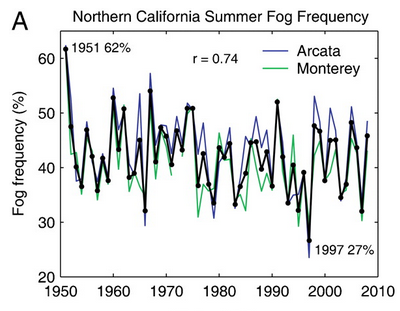 A
Northern California Summer Fog Frequency
1951 62%
r = 0.74
Arcata
Monterey
Fog frequency (%)
60
50
40
30
20
1997 27%
1950 1960 1970 1980 1990 2000 2010